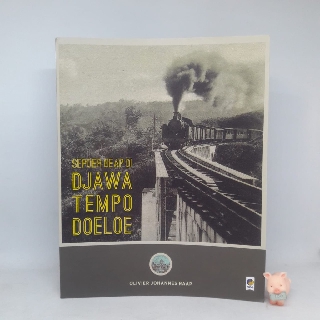 SEPOER OEAP DI
DJAWA
TEMPO
DOELOE
OLIVIER JOHANNES RAAP